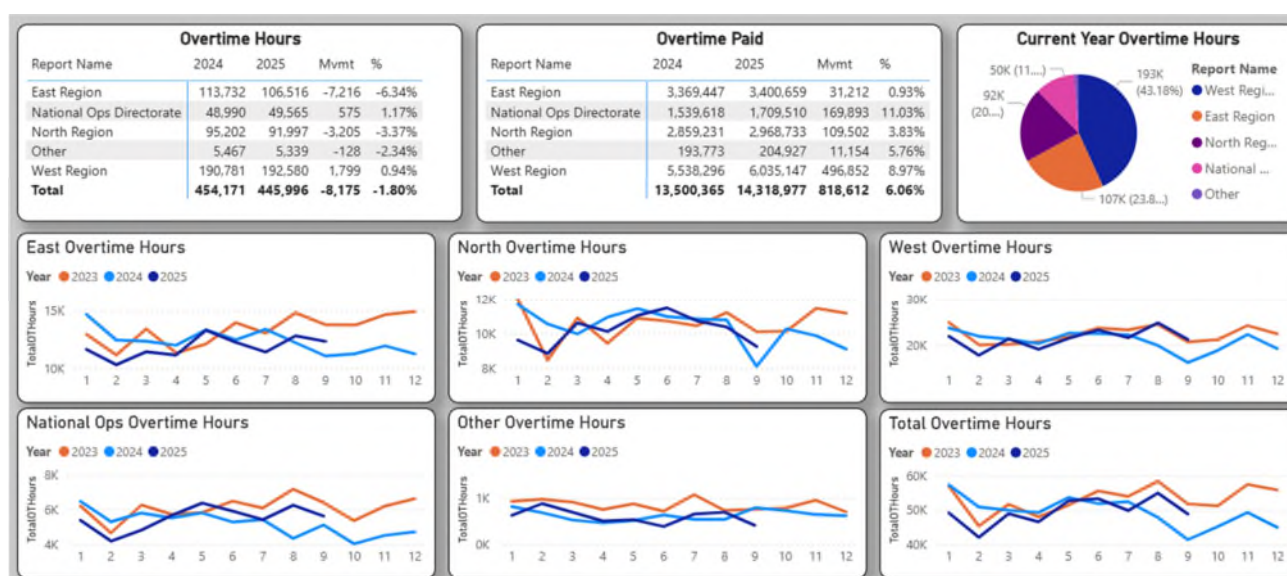 Overtime Hours
Report Name 2024 2025 Mvmt %
East Region 113,732 106,516 -7,216 -6.34%
National Ops Directorate 48,990 49,565 575 1.17%
North Region 95,202 91,997 -3,205 -3.37%
Other 5,467 5,339 -128 -2.34%
West Region 190,781 192,580 1,799 0.94%
Total 454,171 445,996 -8,175 -1.80%
Overtime Paid
Report Name 2024 2025 Mvmt %
East Region 3,369,447 3,400,659 31,212 0.93%
National Ops Directorate 1,539,618 1,709,510 169,893 11.03%
North Region 2,859,231 2,968,733 109,502 3.83%
Other 193,773 204,927 11,154 5.76%
West Region 5,538,296 6,035,147 496,852 8.97%
Total 13,500,365 14,318,977 818,612 6.06%
Current Year Overtime Hours
50K (11....)
193K
(43.18%)
92K
(20....)
107K (23.8...)
Report Name
West Regi...
East Region
North Reg...
National ...
Other
East Overtime Hours
Year 2023 2024 2025
TotalOTHours
15K
10K
1 2 3 4 5 6 7 8 9 10 11 12
North Overtime Hours
Year 2023 2024 2025
TotalOTHours
12K
10K
8K
1 2 3 4 5 6 7 8 9 10 11 12
West Overtime Hours
Year 2023 2024 2025
TotalOTHours
30K
20K
1 2 3 4 5 6 7 8 9 10 11 12
National Ops Overtime Hours
Year 2023 2024 2025
TotalOTHours
8K
6K
4K
1 2 3 4 5 6 7 8 9 10 11 12
Other Overtime Hours
Year 2023 2024 2025
TotalOTHours
1K
0K
1 2 3 4 5 6 7 8 9 10 11 12
Total Overtime Hours
Year 2023 2024 2025
TotalOTHours
60K
50K
40K
1 2 3 4 5 6 7 8 9 10 11 12